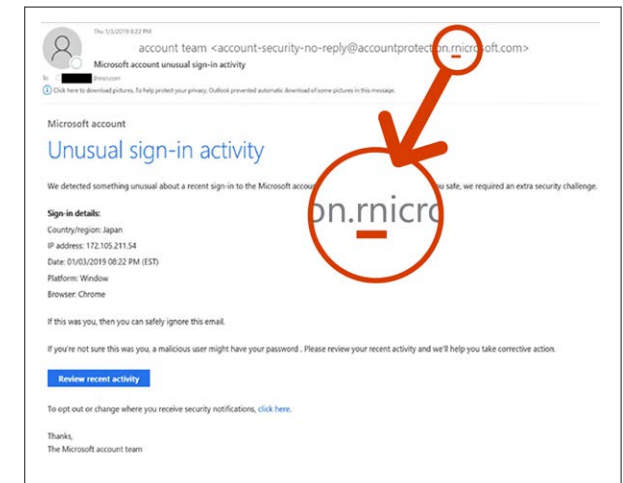 Thu 1/3/2019 8:22 PM
account team <account-security-no-reply@accountprotection.rnicrosoft.com>
Microsoft account unusual sign-in activity
To
Click here to download pictures. To help protect your privacy, Outlook prevented automatic download of some pictures in this message.
Microsoft account
Unusual sign-in activity
We detected something unusual about a recent sign-in to the Microsoft accou u safe, we required an extra security challenge.
on.rnicro
Sign-in details:
Country/region: Japan
IP address: 172.105.211.54
Date: 01/03/2019 08:22 PM (EST)
Platform: Window
Browser: Chrome
If this was you, then you can safely ignore this email.
If you're not sure this was you, a malicious user might have your password . Please review your recent activity and we'll help you take corrective action.
Review recent activity
To opt out or change where you receive security notifications, click here.
Thanks,
The Microsoft account team